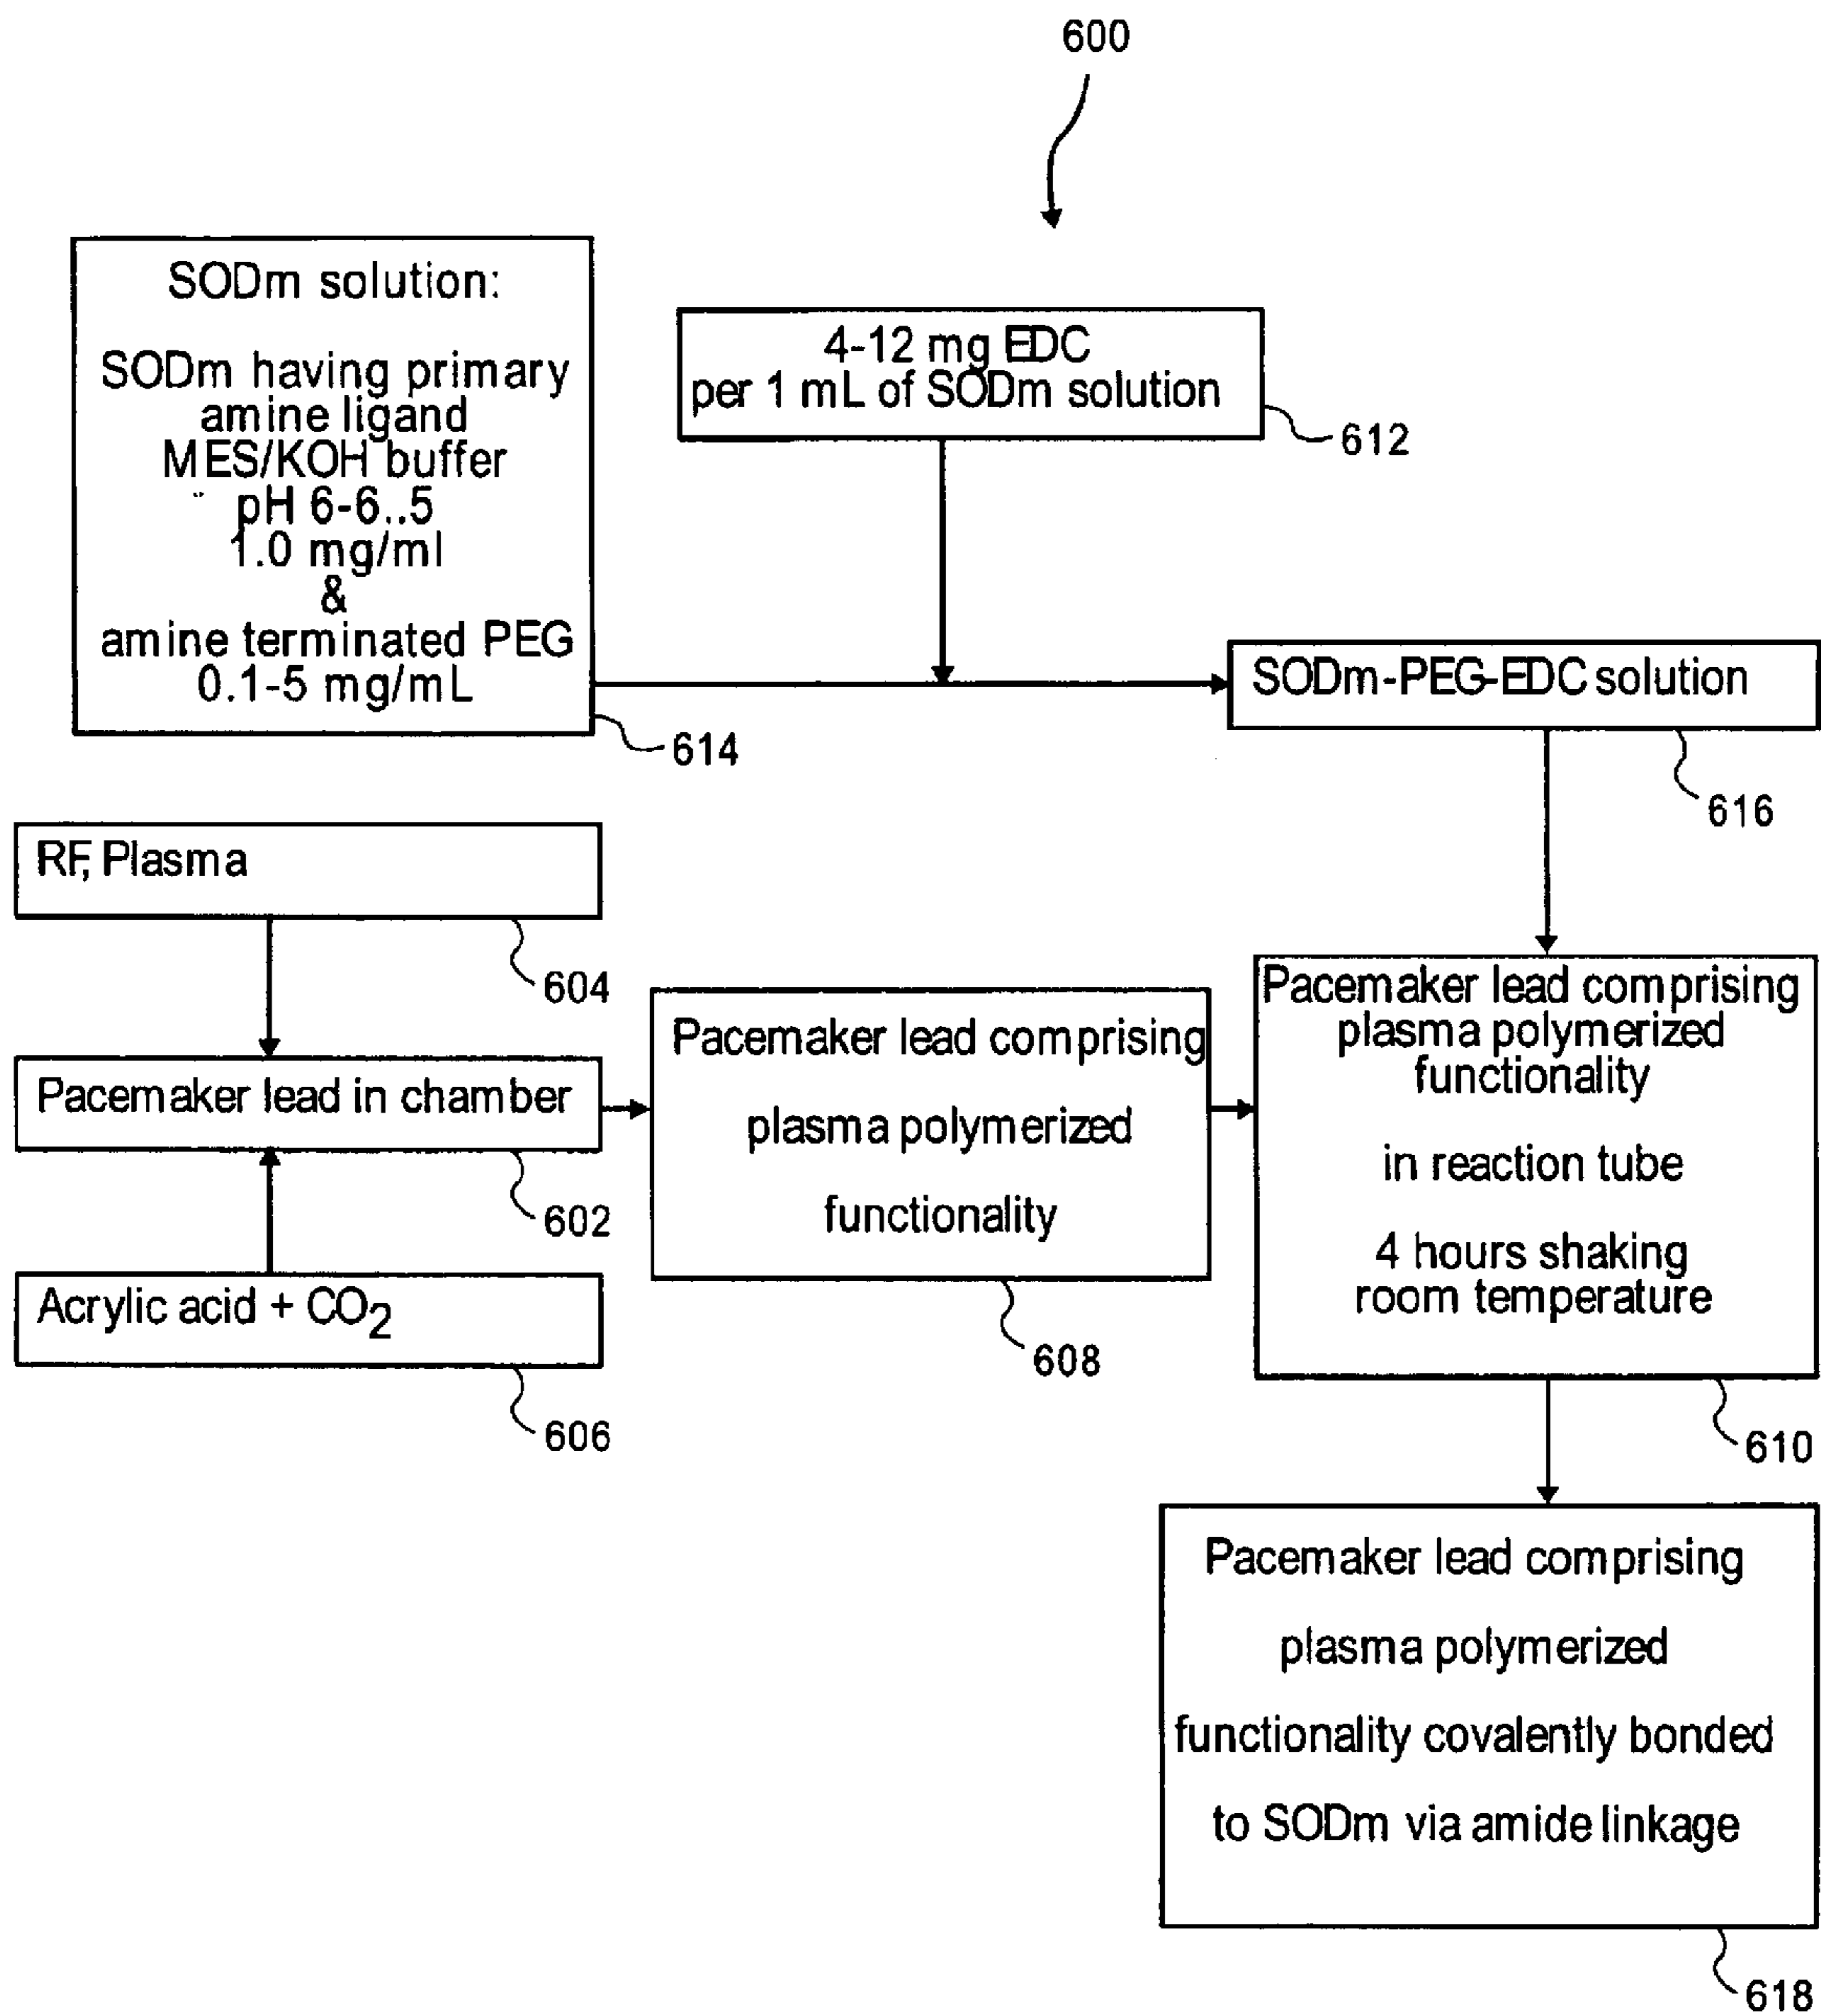 600
SODm solution:
SODm having primary
amine ligand
MES/KOH buffer
pH 6-6..5
1.0 mg/ml
&
amine terminated PEG
0.1-5 mg/mL
614
4-12 mg EDC
per 1 mL of SODm solution
612
SODm-PEG-EDC solution
616
RF, Plasma
604
Pacemaker lead in chamber
602
Acrylic acid + CO2
606
Pacemaker lead comprising
plasma polymerized
functionality
608
Pacemaker lead comprising
plasma polymerized
functionality
in reaction tube
4 hours shaking
room temperature
610
Pacemaker lead comprising
plasma polymerized
functionality covalently bonded
to SODm via amide linkage
618